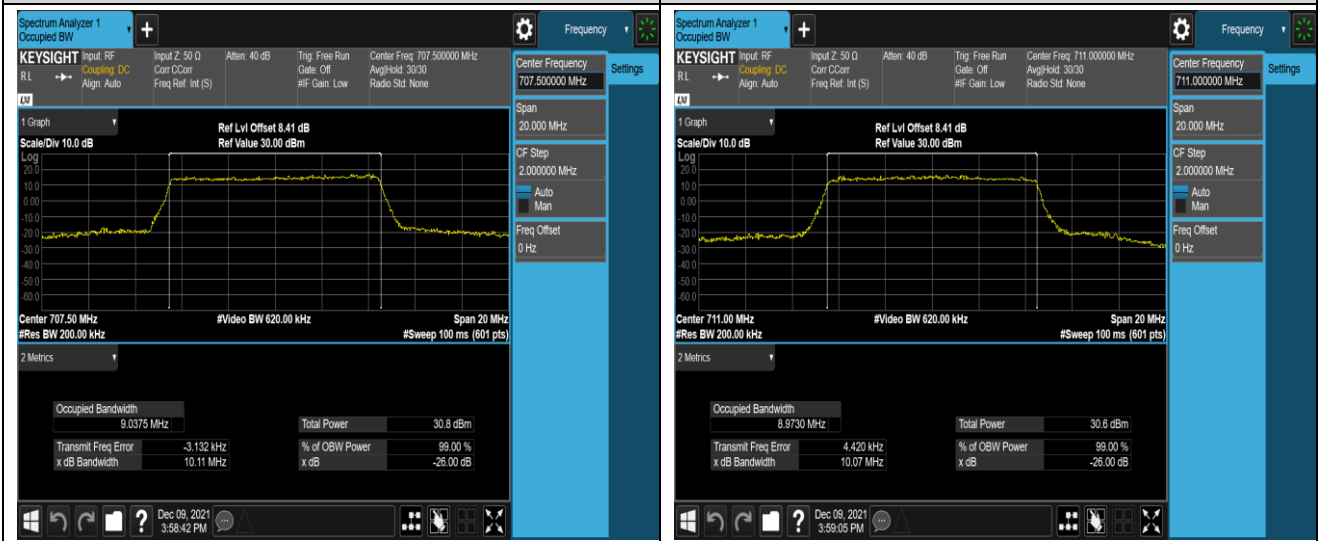 Spectrum Analyzer 1
Occupied BW
+
Frequency
KEYSIGHT
R L
LXI
Input: RF
Coupling: DC
Align: Auto
Input Z: 50 Ω
Corr CCorr
Freq Ref: Int (S)
Atten: 40 dB
Trig: Free Run
Gate: Off
#IF Gain: Low
Center Freq: 707.500000 MHz
Avg|Hold: 30/30
Radio Std: None
Center Frequency
707.500000 MHz
Settings
Span
20.000 MHz
CF Step
2.000000 MHz
Auto
Man
Freq Offset
0 Hz
1 Graph
Scale/Div 10.0 dB
Ref Lvl Offset 8.41 dB
Ref Value 30.00 dBm
Log
20.0
10.0
0.00
-10.0
-20.0
-30.0
-40.0
-50.0
-60.0
Center 707.50 MHz
#Video BW 620.00 kHz
Span 20 MHz
#Res BW 200.00 kHz
#Sweep 100 ms (601 pts)
2 Metrics
Occupied Bandwidth
9.0375 MHz
Total Power 30.8 dBm
Transmit Freq Error -3.132 kHz
% of OBW Power 99.00 %
x dB Bandwidth 10.11 MHz
x dB -26.00 dB
?
Dec 09, 2021
3:58:42 PM
Spectrum Analyzer 1
Occupied BW
+
Frequency
KEYSIGHT
R L
LXI
Input: RF
Coupling: DC
Align: Auto
Input Z: 50 Ω
Corr CCorr
Freq Ref: Int (S)
Atten: 40 dB
Trig: Free Run
Gate: Off
#IF Gain: Low
Center Freq: 711.000000 MHz
Avg|Hold: 30/30
Radio Std: None
Center Frequency
711.000000 MHz
Settings
Span
20.000 MHz
CF Step
2.000000 MHz
Auto
Man
Freq Offset
0 Hz
1 Graph
Scale/Div 10.0 dB
Ref Lvl Offset 8.41 dB
Ref Value 30.00 dBm
Log
20.0
10.0
0.00
-10.0
-20.0
-30.0
-40.0
-50.0
-60.0
Center 711.00 MHz
#Video BW 620.00 kHz
Span 20 MHz
#Res BW 200.00 kHz
#Sweep 100 ms (601 pts)
2 Metrics
Occupied Bandwidth
8.9730 MHz
Total Power 30.6 dBm
Transmit Freq Error 4.420 kHz
% of OBW Power 99.00 %
x dB Bandwidth 10.07 MHz
x dB -26.00 dB
?
Dec 09, 2021
3:59:05 PM